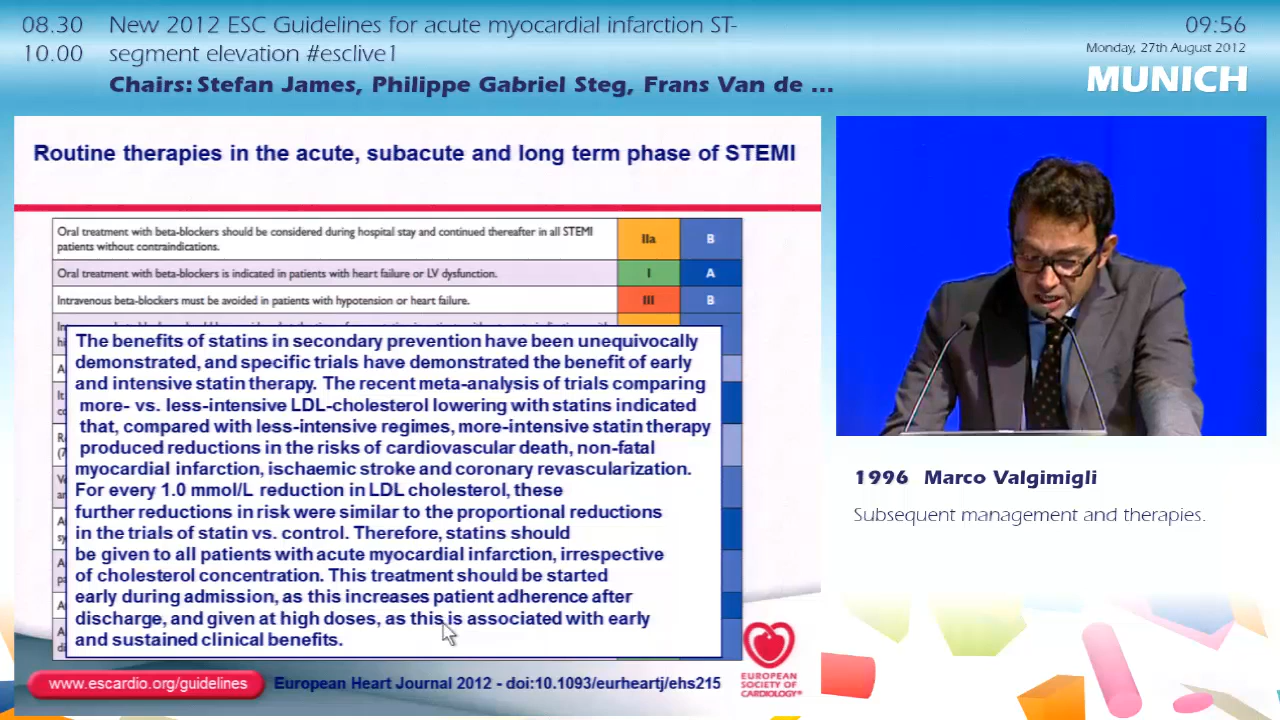 08.30 New 2012 ESC Guidelines for acute myocardial infarction ST-
10.00 segment elevation #esclive1
Chairs: Stefan James, Philippe Gabriel Steg, Frans Van de ...
09:56
Monday, 27th August 2012
MUNICH
Routine therapies in the acute, subacute and long term phase of STEMI
Oral treatment with beta-blockers should be considered during hospital stay and continued thereafter in all STEMI
patients without contraindications.
IIa B
Oral treatment with beta-blockers is indicated in patients with heart failure or LV dysfunction.
I A
Intravenous beta-blockers must be avoided in patients with hypotension or heart failure.
III B
The benefits of statins in secondary prevention have been unequivocally
demonstrated, and specific trials have demonstrated the benefit of early
and intensive statin therapy. The recent meta-analysis of trials comparing
more- vs. less-intensive LDL-cholesterol lowering with statins indicated
that, compared with less-intensive regimes, more-intensive statin therapy
produced reductions in the risks of cardiovascular death, non-fatal
myocardial infarction, ischaemic stroke and coronary revascularization.
For every 1.0 mmol/L reduction in LDL cholesterol, these
further reductions in risk were similar to the proportional reductions
in the trials of statin vs. control. Therefore, statins should
be given to all patients with acute myocardial infarction, irrespective
of cholesterol concentration. This treatment should be started
early during admission, as this increases patient adherence after
discharge, and given at high doses, as this is associated with early
and sustained clinical benefits.
www.escardio.org/guidelines
European Heart Journal 2012 - doi:10.1093/eurheartj/ehs215
EUROPEAN
SOCIETY OF
CARDIOLOGY®
1996 Marco Valgimigli
Subsequent management and therapies.